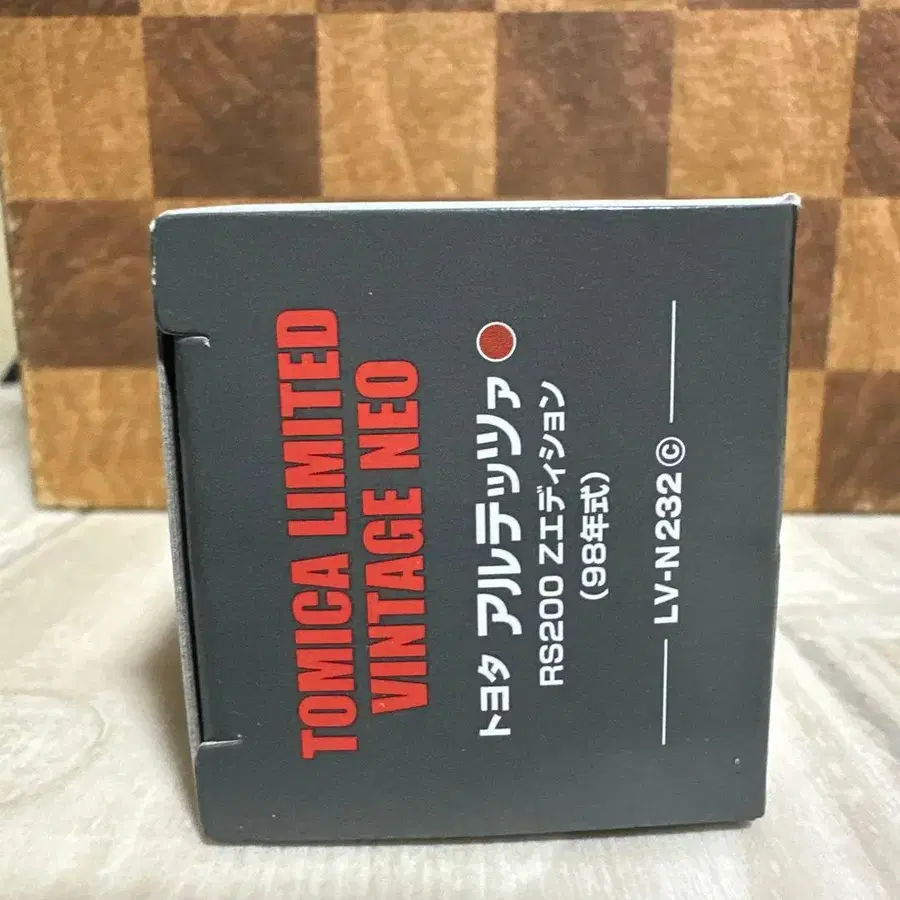 TOMICA LIMITED
VINTAGE NEO
トヨタ アルテッツァ
RS200 Zエディション
(98年式)
LV-N232ⓒ